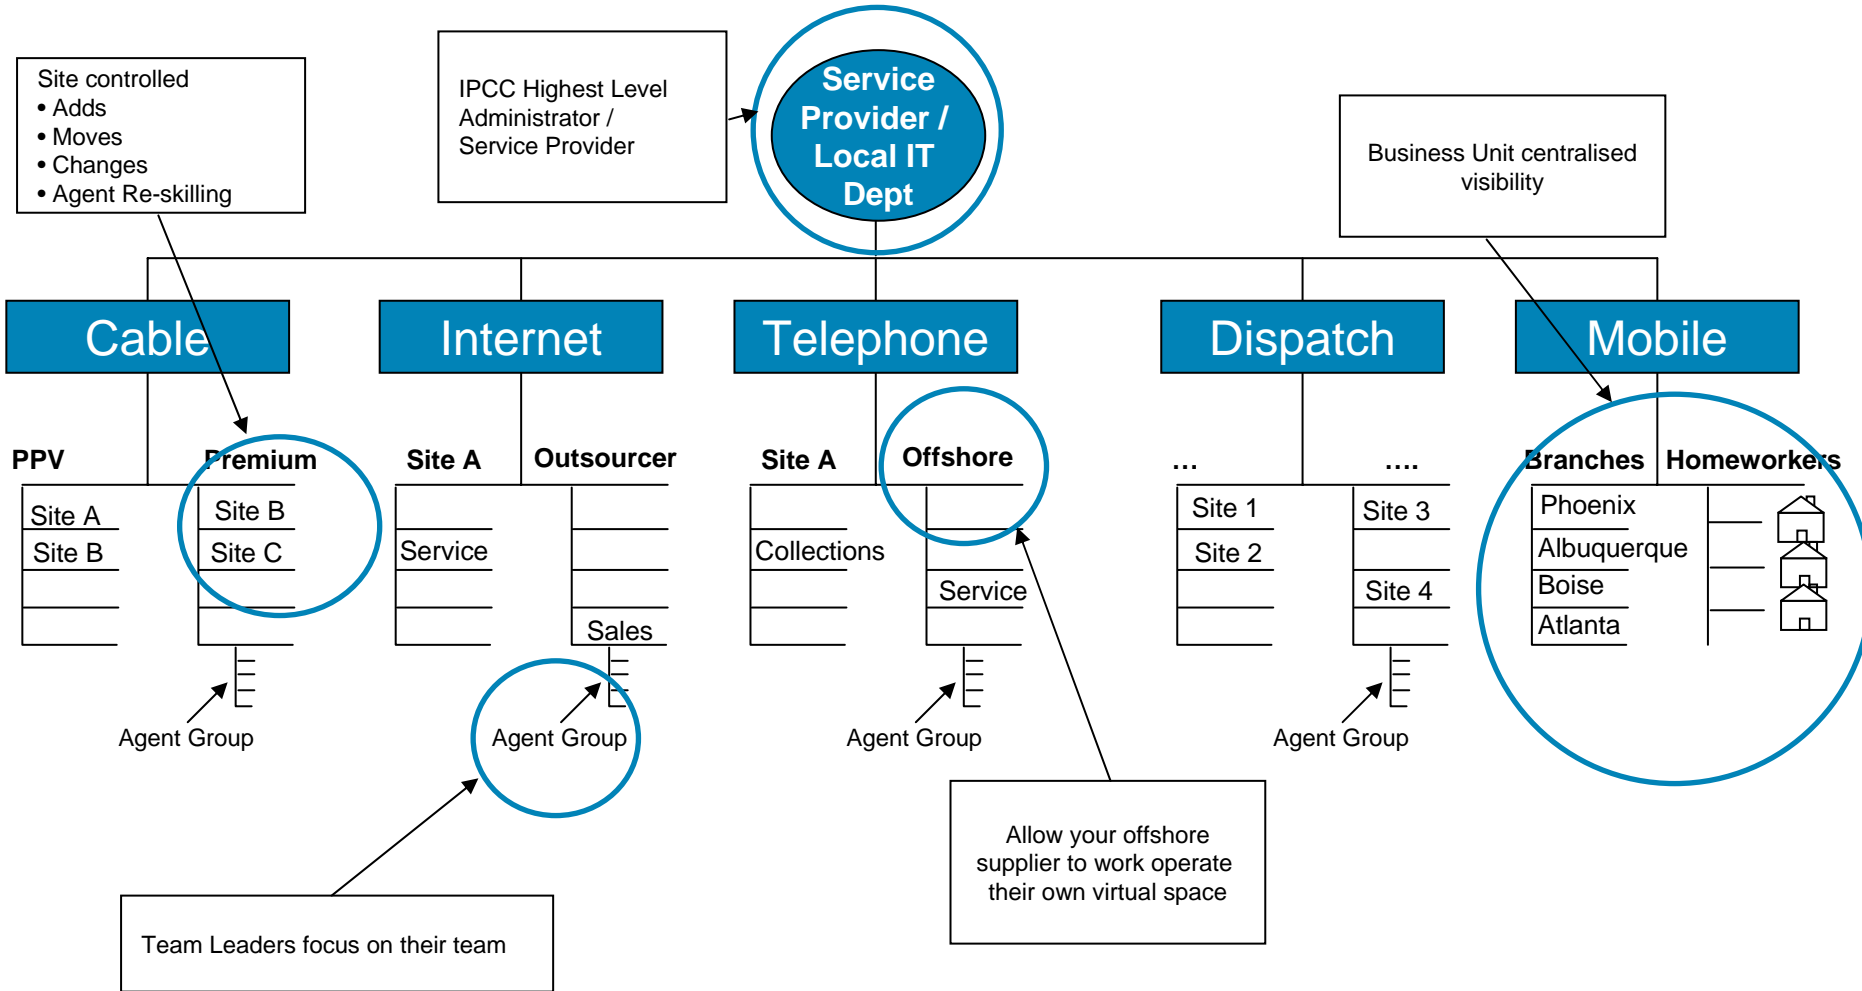 Site controlled
• Adds
• Moves
• Changes
• Agent Re-skilling
IPCC Highest Level
Administrator /
Service Provider
Service
Provider /
Local IT
Dept
Business Unit centralised
visibility
Cable
Internet
Telephone
Dispatch
Mobile
PPV
Site A
Site B
Premium
Site B
Site C
Agent Group
Site A
Service
Outsourcer
Sales
Agent Group
Site A
Collections
Offshore
Service
Agent Group
...
Site 1
Site 2
....
Site 3
Site 4
Agent Group
Branches
Phoenix
Albuquerque
Boise
Atlanta
Homeworkers
Team Leaders focus on their team
Allow your offshore
supplier to work operate
their own virtual space